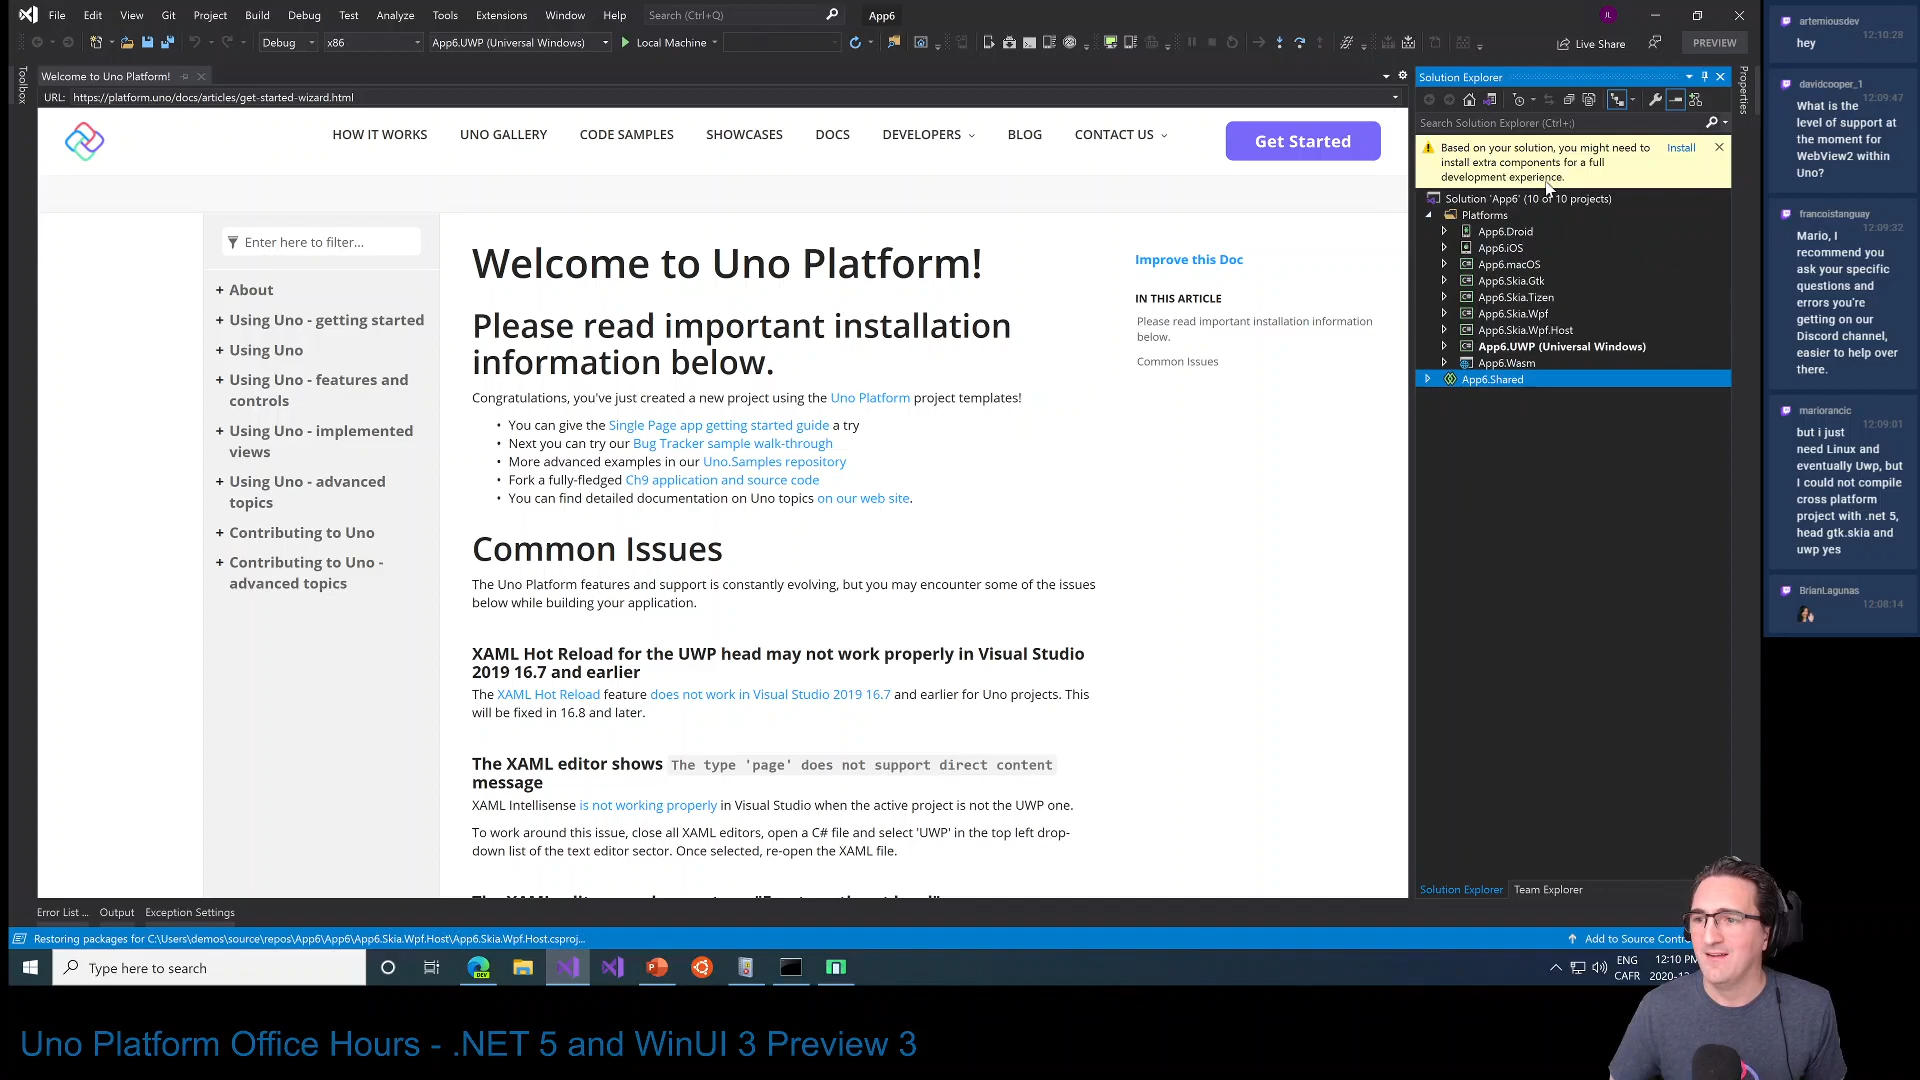 File Edit View Git Project Build Debug Test Analyze Tools Extensions Window Help Search (Ctrl+Q) App6 JL
Debug x86 App6.UWP (Universal Windows) Local Machine Live Share PREVIEW
Toolbox
Welcome to Uno Platform!
URL: https://platform.uno/docs/articles/get-started-wizard.html
HOW IT WORKS UNO GALLERY CODE SAMPLES SHOWCASES DOCS DEVELOPERS BLOG CONTACT US Get Started
Enter here to filter...
+ About
+ Using Uno - getting started
+ Using Uno
+ Using Uno - features and
controls
+ Using Uno - implemented
views
+ Using Uno - advanced
topics
+ Contributing to Uno
+ Contributing to Uno -
advanced topics
Welcome to Uno Platform!
Please read important installation
information below.
Congratulations, you've just created a new project using the Uno Platform project templates!
• You can give the Single Page app getting started guide a try
• Next you can try our Bug Tracker sample walk-through
• More advanced examples in our Uno.Samples repository
• Fork a fully-fledged Ch9 application and source code
• You can find detailed documentation on Uno topics on our web site.
Common Issues
The Uno Platform features and support is constantly evolving, but you may encounter some of the issues
below while building your application.
XAML Hot Reload for the UWP head may not work properly in Visual Studio
2019 16.7 and earlier
The XAML Hot Reload feature does not work in Visual Studio 2019 16.7 and earlier for Uno projects. This
will be fixed in 16.8 and later.
The XAML editor shows The type 'page' does not support direct content
message
XAML Intellisense is not working properly in Visual Studio when the active project is not the UWP one.
To work around this issue, close all XAML editors, open a C# file and select 'UWP' in the top left drop-
down list of the text editor sector. Once selected, re-open the XAML file.
Improve this Doc
IN THIS ARTICLE
Please read important installation information
below.
Common Issues
Solution Explorer
Properties
Search Solution Explorer (Ctrl+;)
Based on your solution, you might need to Install
install extra components for a full
development experience.
Solution 'App6' (10 of 10 projects)
Platforms
App6.Droid
App6.iOS
App6.macOS
App6.Skia.Gtk
App6.Skia.Tizen
App6.Skia.Wpf
App6.Skia.Wpf.Host
App6.UWP (Universal Windows)
App6.Wasm
App6.Shared
Solution Explorer Team Explorer
Error List ... Output Exception Settings
Restoring packages for C:\Users\demos\source\repos\App6\App6\App6.Skia.Wpf.Host\App6.Skia.Wpf.Host.csproj...
Add to Source
Type here to search
ENG 12:10
CAFR
artemiousdev
12:10:28
hey
davidcooper_1
12:09:47
What is the
level of support at
the moment for
WebView2 within
Uno?
francoistanguay
12:09:32
Mario, I
recommend you
ask your specific
questions and
errors you're
getting on our
Discord channel,
easier to help over
there.
mariorancic
12:09:01
but i just
need Linux and
eventually Uwp, but
I could not compile
cross platform
project with .net 5,
head gtk.skia and
uwp yes
BrianLagunas
12:08:14
Uno Platform Office Hours - .NET 5 and WinUI 3 Preview 3